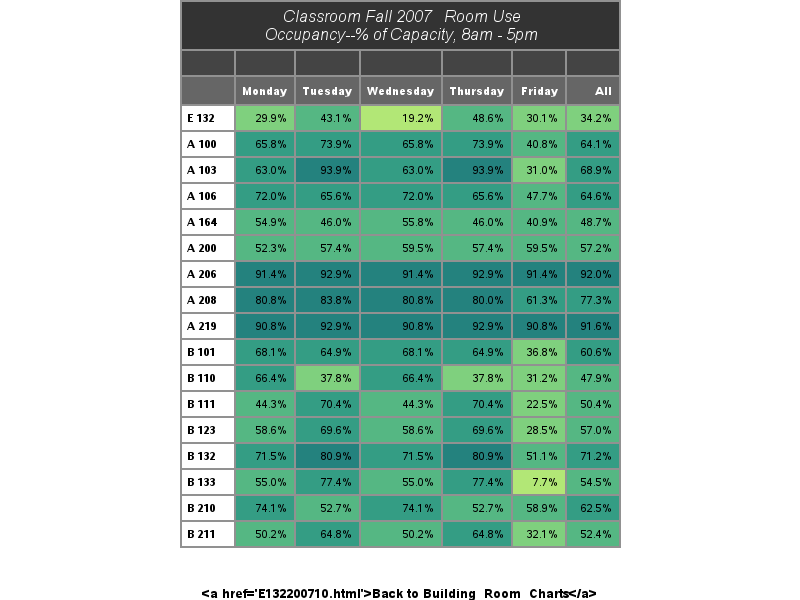 Classroom Fall 2007 Room Use
Occupancy--% of Capacity, 8am - 5pm
Monday Tuesday Wednesday Thursday Friday All
E 132 29.9% 43.1% 19.2% 48.6% 30.1% 34.2%
A 100 65.8% 73.9% 65.8% 73.9% 40.8% 64.1%
A 103 63.0% 93.9% 63.0% 93.9% 31.0% 68.9%
A 106 72.0% 65.6% 72.0% 65.6% 47.7% 64.6%
A 164 54.9% 46.0% 55.8% 46.0% 40.9% 48.7%
A 200 52.3% 57.4% 59.5% 57.4% 59.5% 57.2%
A 206 91.4% 92.9% 91.4% 92.9% 91.4% 92.0%
A 208 80.8% 83.8% 80.8% 80.0% 61.3% 77.3%
A 219 90.8% 92.9% 90.8% 92.9% 90.8% 91.6%
B 101 68.1% 64.9% 68.1% 64.9% 36.8% 60.6%
B 110 66.4% 37.8% 66.4% 37.8% 31.2% 47.9%
B 111 44.3% 70.4% 44.3% 70.4% 22.5% 50.4%
B 123 58.6% 69.6% 58.6% 69.6% 28.5% 57.0%
B 132 71.5% 80.9% 71.5% 80.9% 51.1% 71.2%
B 133 55.0% 77.4% 55.0% 77.4% 7.7% 54.5%
B 210 74.1% 52.7% 74.1% 52.7% 58.9% 62.5%
B 211 50.2% 64.8% 50.2% 64.8% 32.1% 52.4%
<a href='E132200710.html'>Back to Building Room Charts</a>